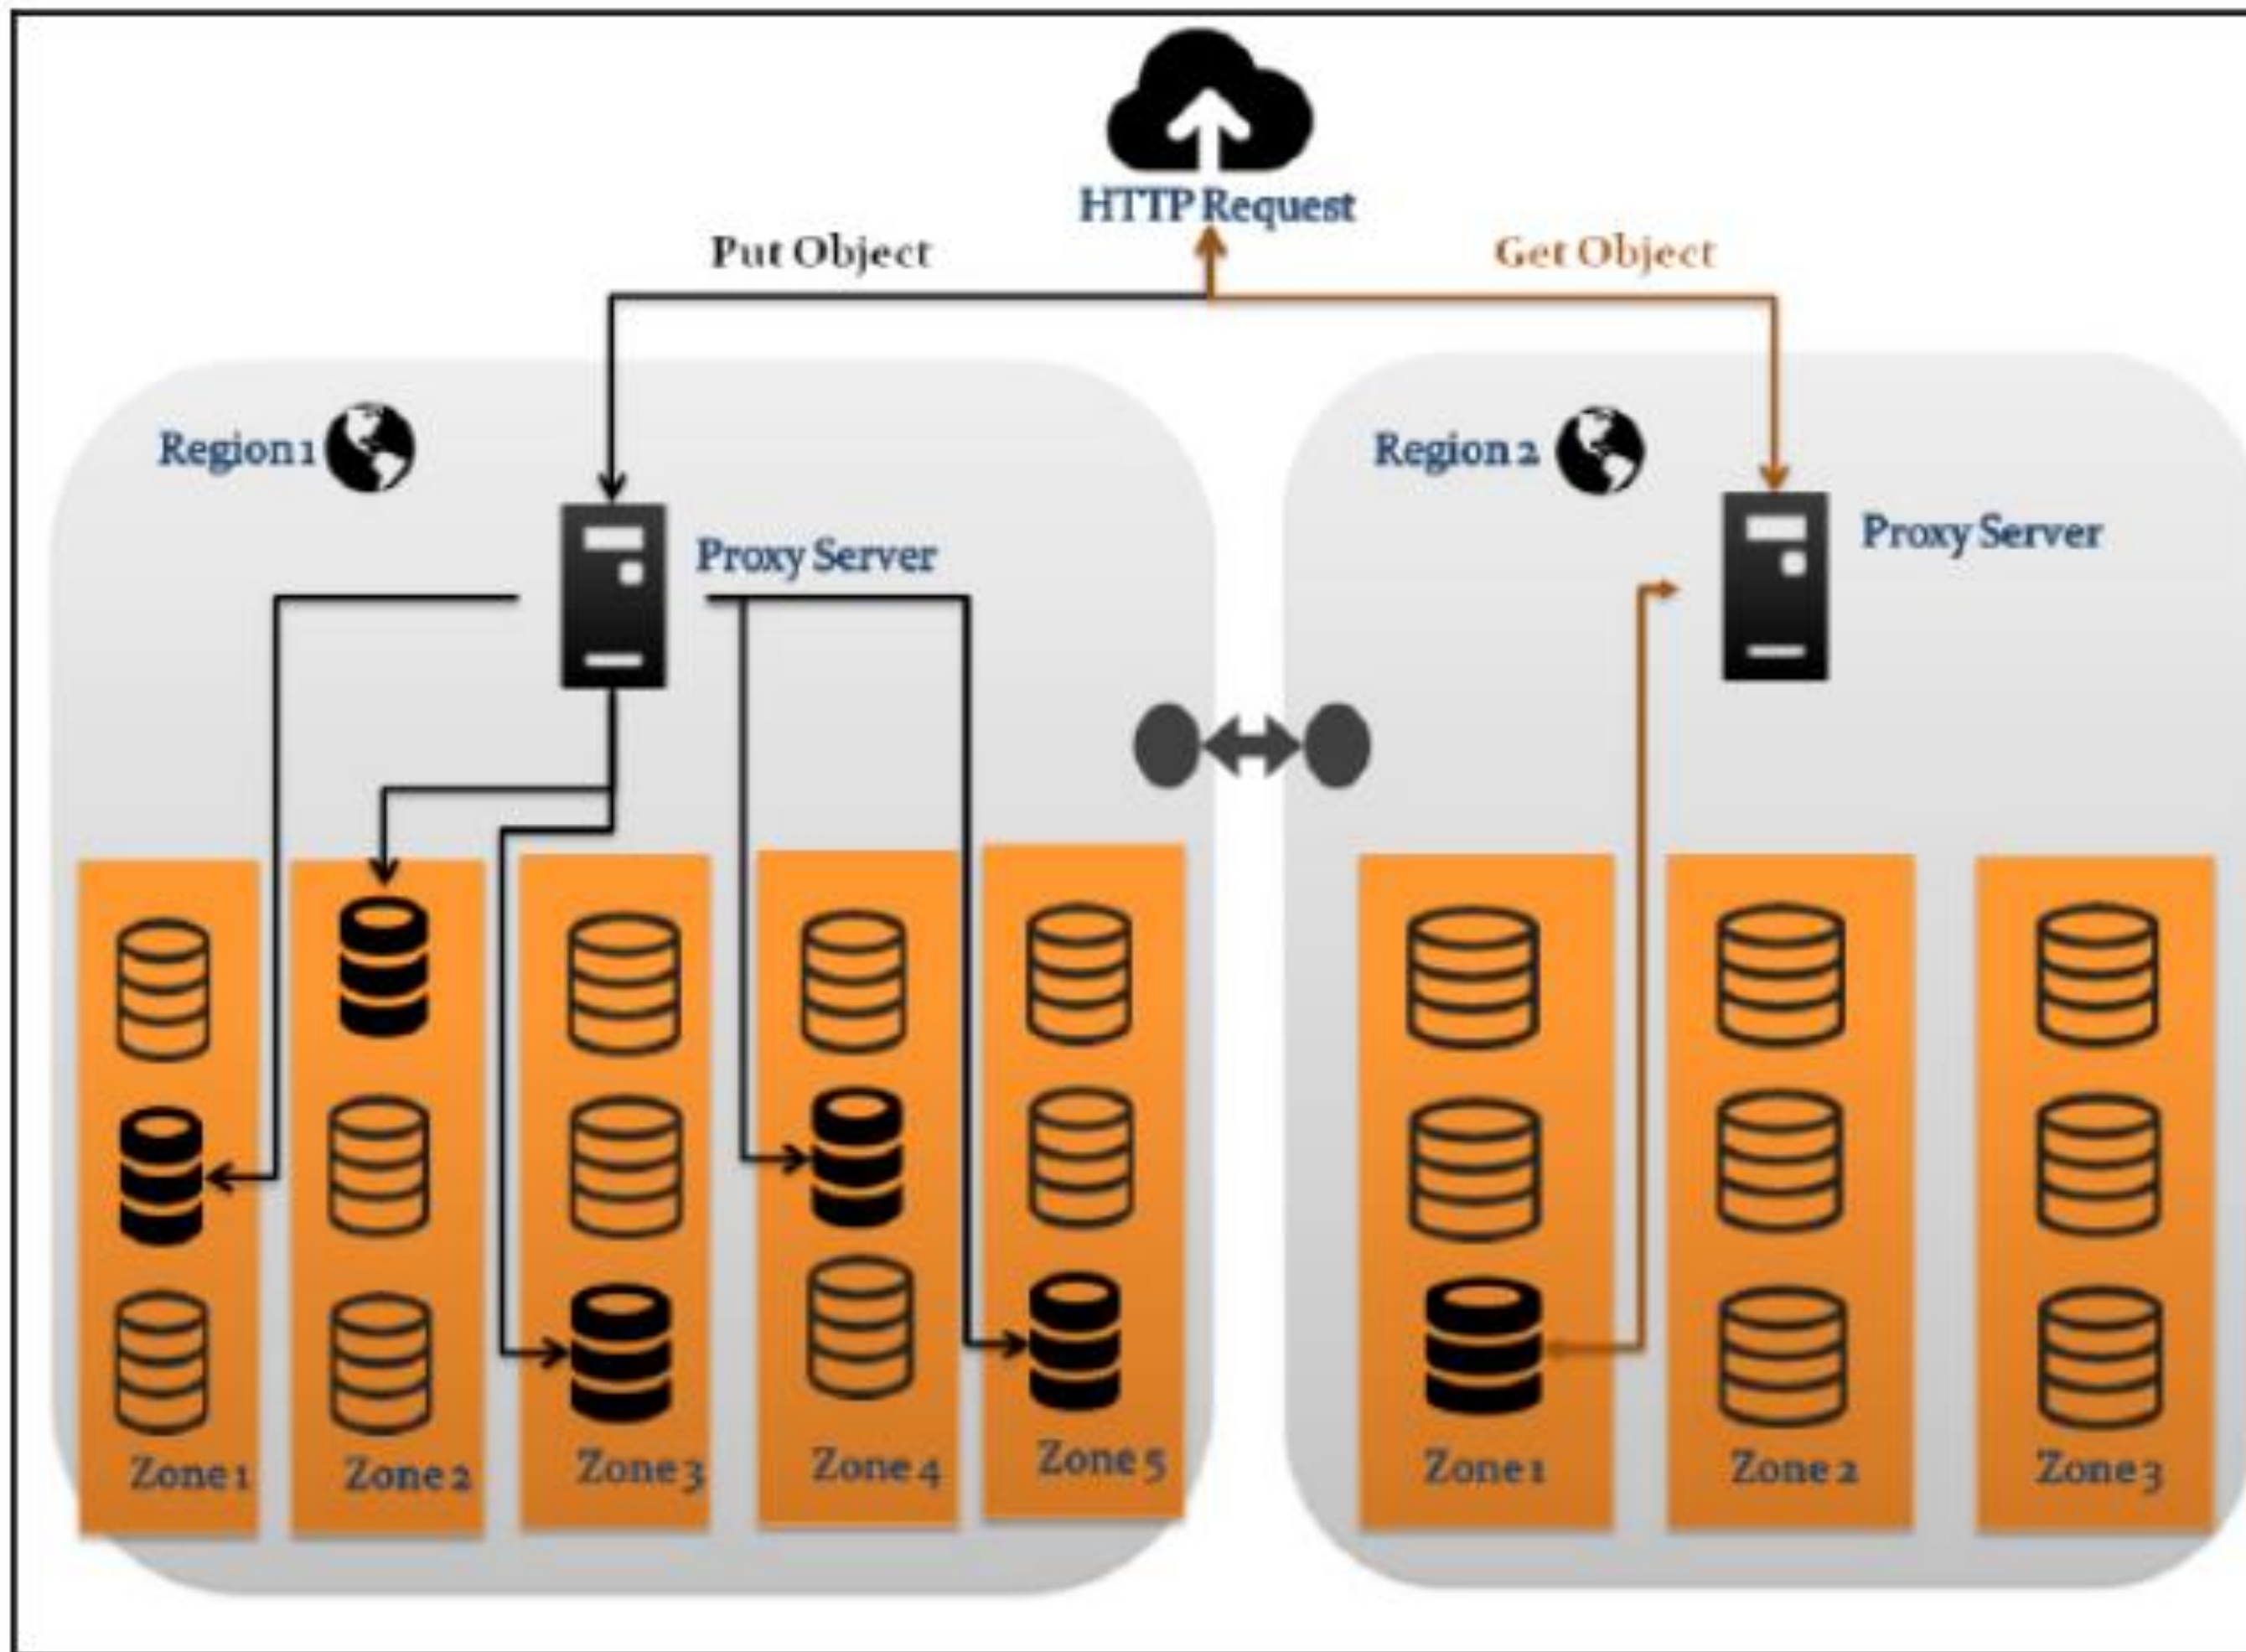 HTTP Request
Put Object
Get Object
Region 1
Region 2
Proxy Server
Proxy Server
Zone 1
Zone 2
Zone 3
Zone 4
Zone 5
Zone 1
Zone 2
Zone 3